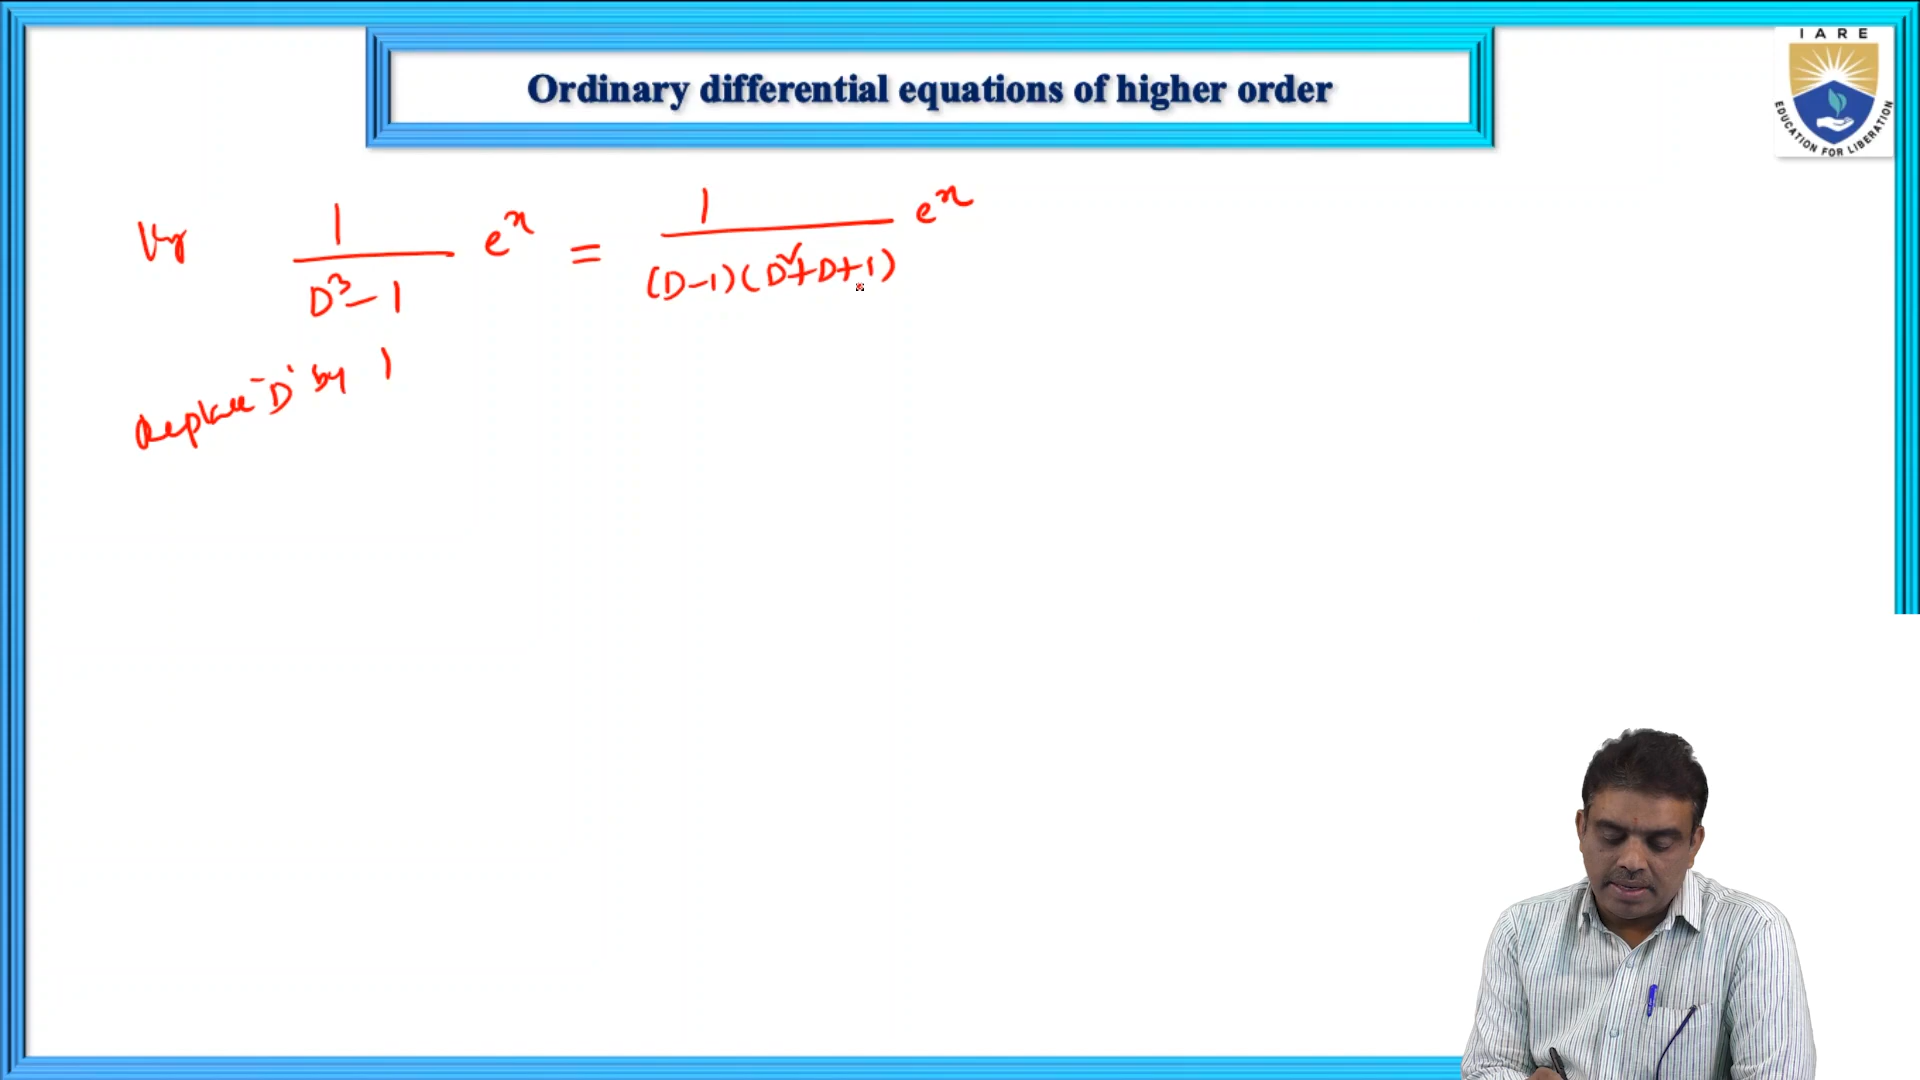 Ordinary differential equations of higher order
IARE
EDUCATION FOR LIBERATION
1/(D³-1) eˣ = 1/((D-1)(D²+D+1)) eˣ
Replace 'D' by 1